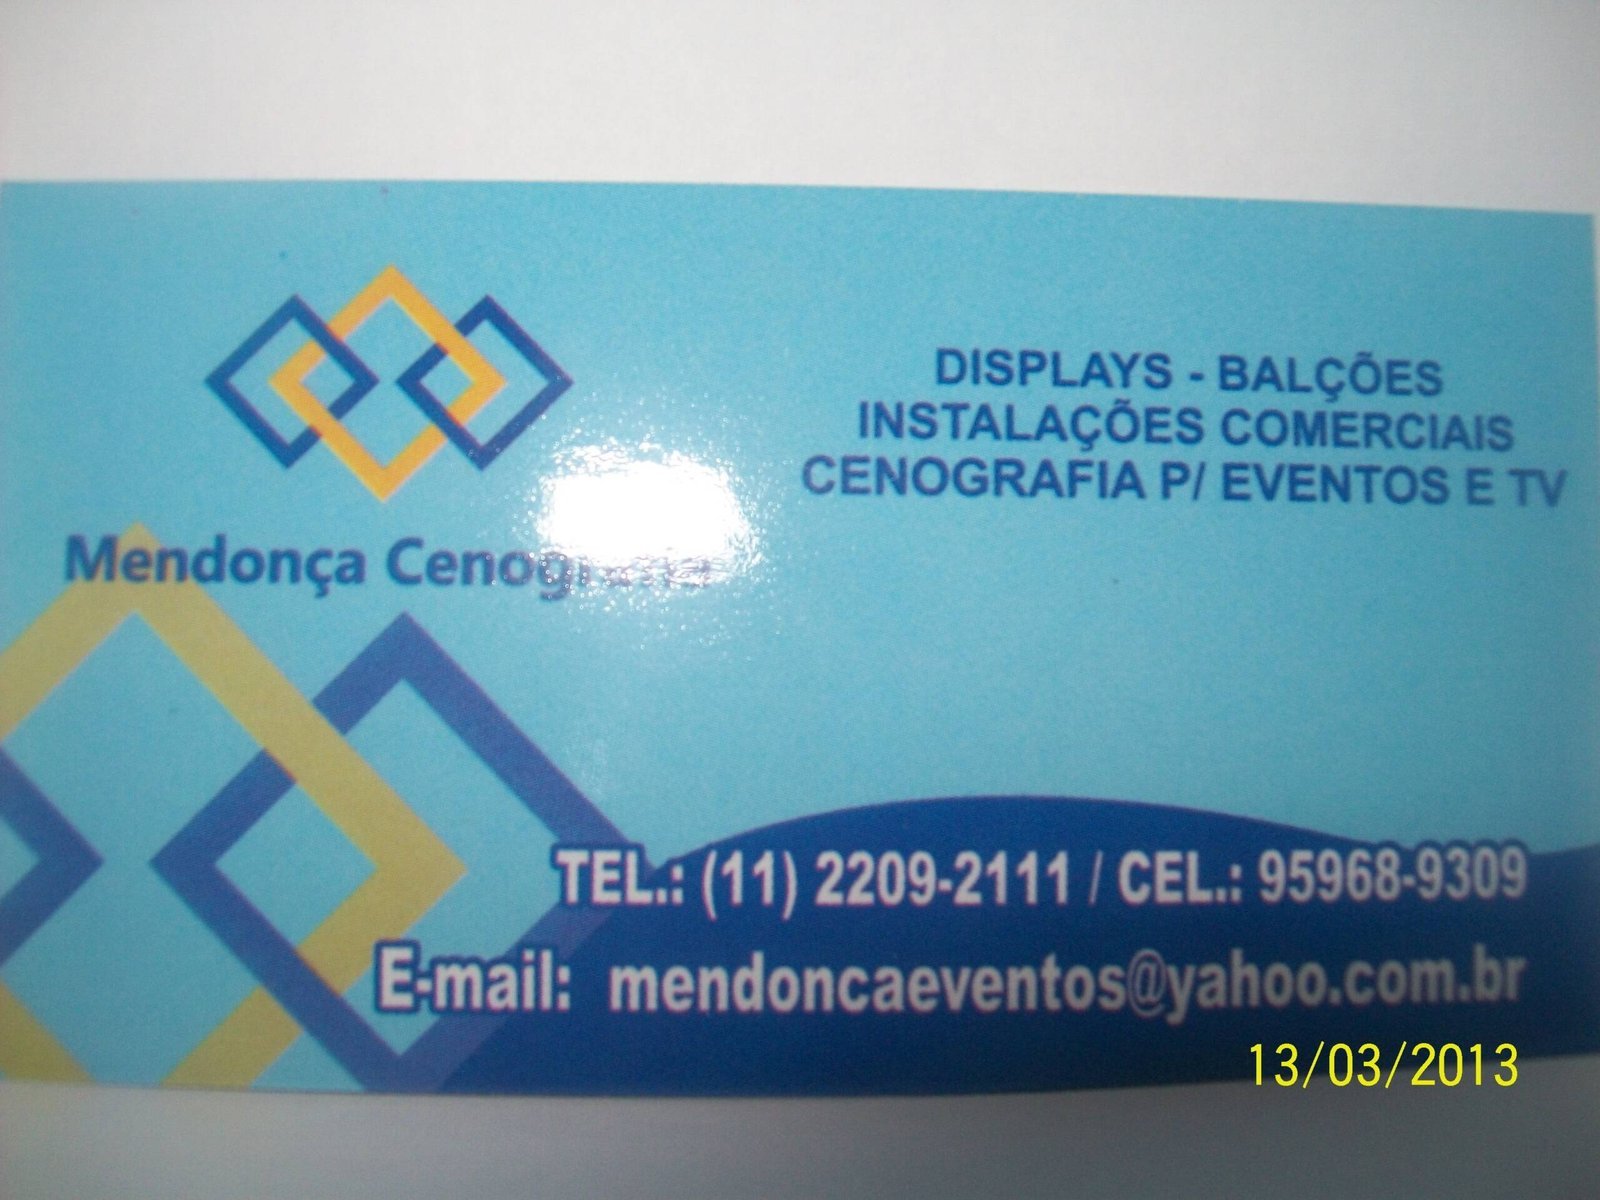 Mendonça Cenografia
DISPLAYS - BALÇÕES
INSTALAÇÕES COMERCIAIS
CENOGRAFIA P/ EVENTOS E TV
TEL.: (11) 2209-2111 / CEL.: 95968-9309
E-mail: mendoncaeventos@yahoo.com.br
13/03/2013